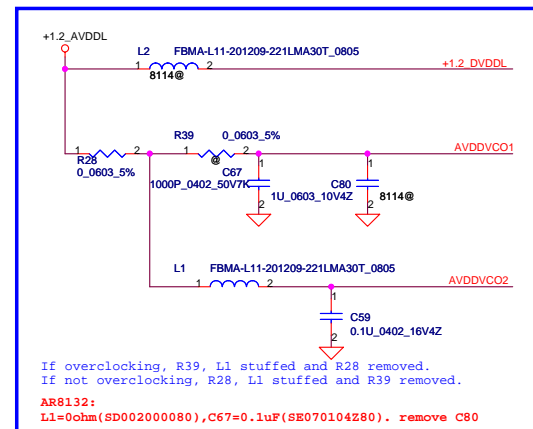 +1.2_AVDDL
L2 FBMA-L11-201209-221LMA30T_0805
1 2
8114@
+1.2_DVDDL
R39 0_0603_5%
1 2 1 2
AVDDVCO1
R28
0_0603_5%
@
C67
1000P_0402_50V7K
1
2
1U_0603_10V4Z
C80
1
2
8114@
L1 FBMA-L11-201209-221LMA30T_0805
1 2
AVDDVCO2
1
C59
0.1U_0402_16V4Z
2
If overclocking, R39, L1 stuffed and R28 removed.
If not overclocking, R28, L1 stuffed and R39 removed.
AR8132:
L1=0ohm(SD002000080),C67=0.1uF(SE070104Z80). remove C80